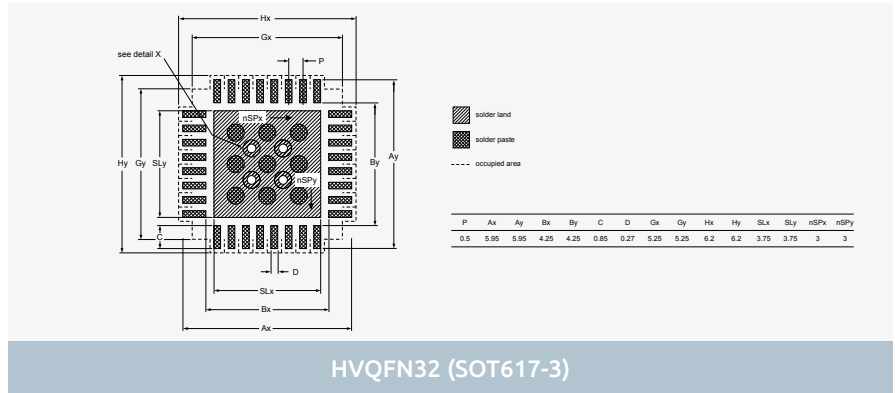 Hx
Gx
see detail X
P
nSPx
Hy
Gy
SLy
By
Ay
nSPy
C
D
SLx
Bx
Ax
solder land
solder paste
occupied area
P Ax Ay Bx By C D Gx Gy Hx Hy SLx SLy nSPx nSPy
0.5 5.95 5.95 4.25 4.25 0.85 0.27 5.25 5.25 6.2 6.2 3.75 3.75 3 3
HVQFN32 (SOT617-3)